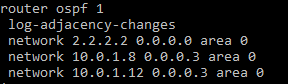 router ospf 1
log-adjacency-changes
network 2.2.2.2 0.0.0.0 area 0
network 10.0.1.8 0.0.0.3 area 0
network 10.0.1.12 0.0.0.3 area 0